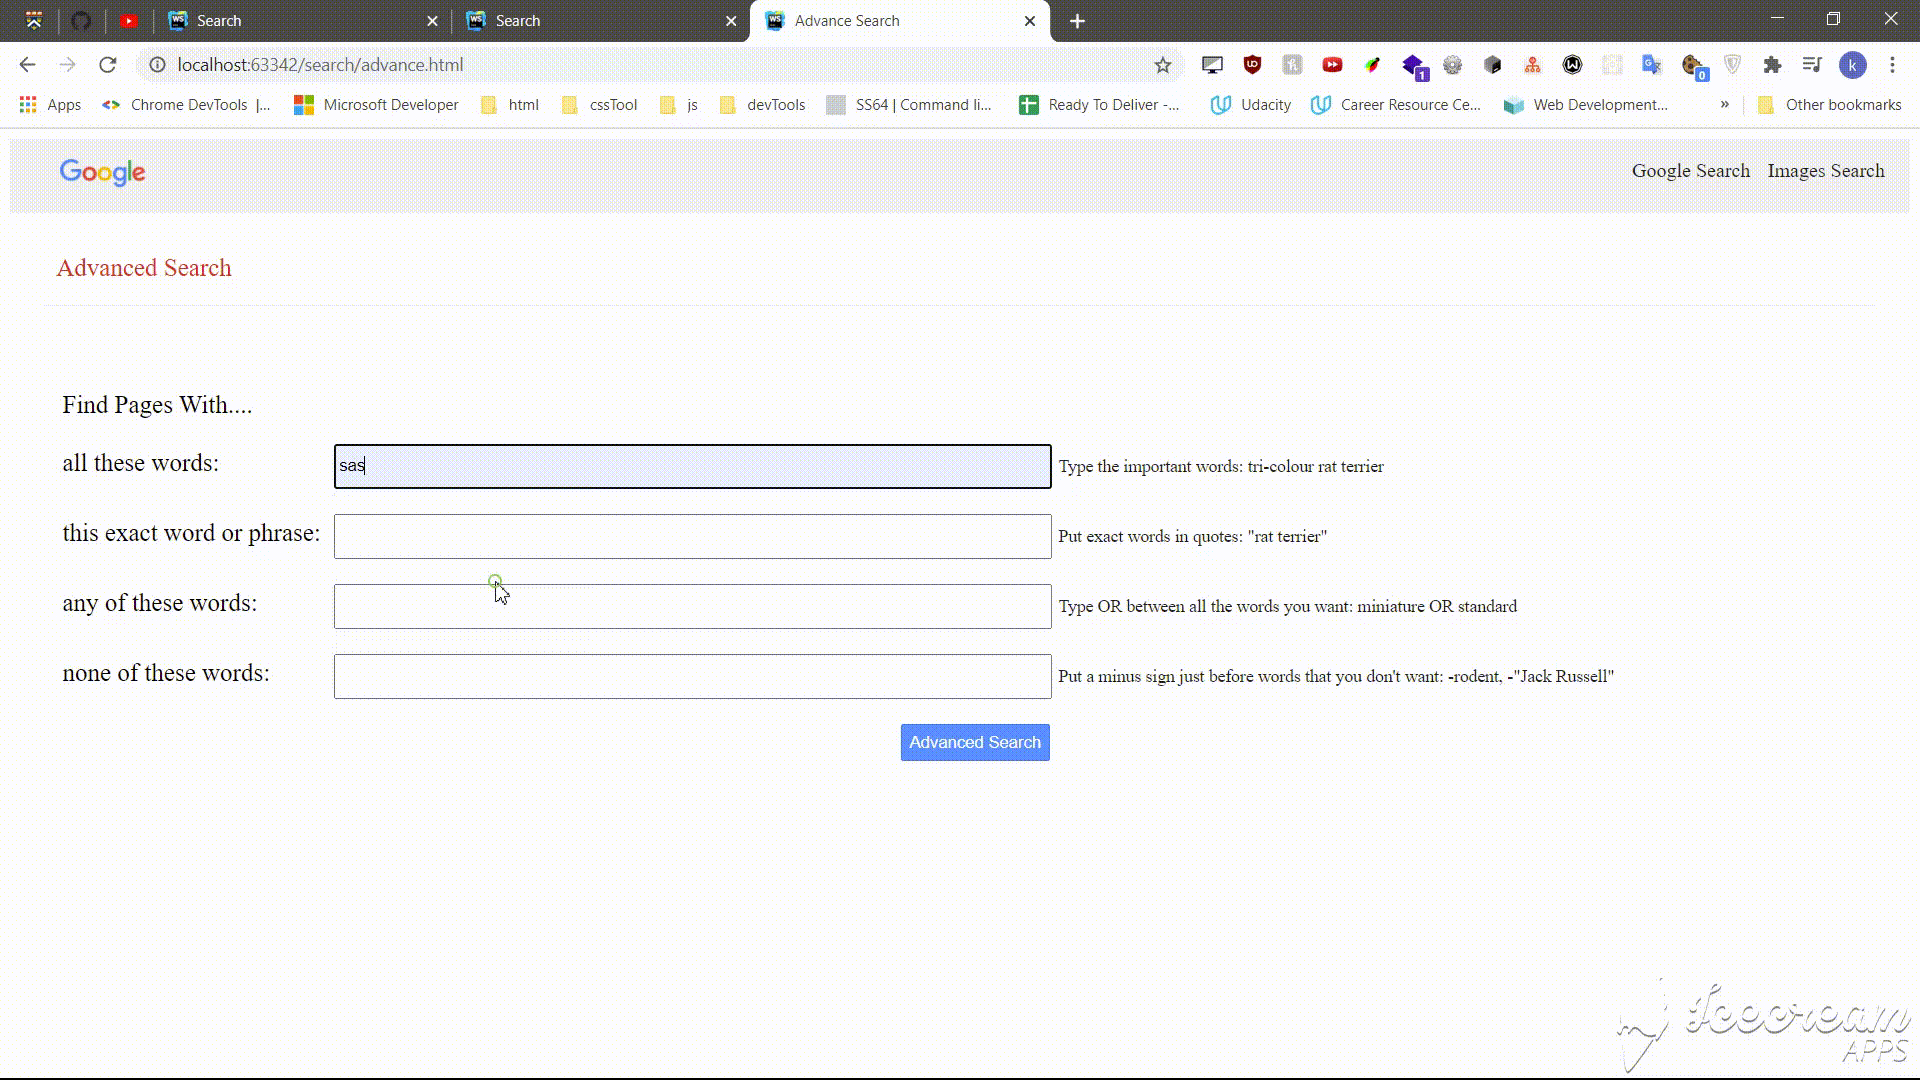 Search
Search
Advance Search
localhost:63342/search/advance.html
1
0
k
Apps
Chrome DevTools |...
Microsoft Developer
html
cssTool
js
devTools
SS64 | Command li...
Ready To Deliver -...
Udacity
Career Resource Ce...
Web Development...
»
Other bookmarks
Google
Google Search
Images Search
Advanced Search
Find Pages With....
all these words:
sas
Type the important words: tri-colour rat terrier
this exact word or phrase:
Put exact words in quotes: "rat terrier"
any of these words:
Type OR between all the words you want: miniature OR standard
none of these words:
Put a minus sign just before words that you don't want: -rodent, -"Jack Russell"
Advanced Search
Icecream
APPS